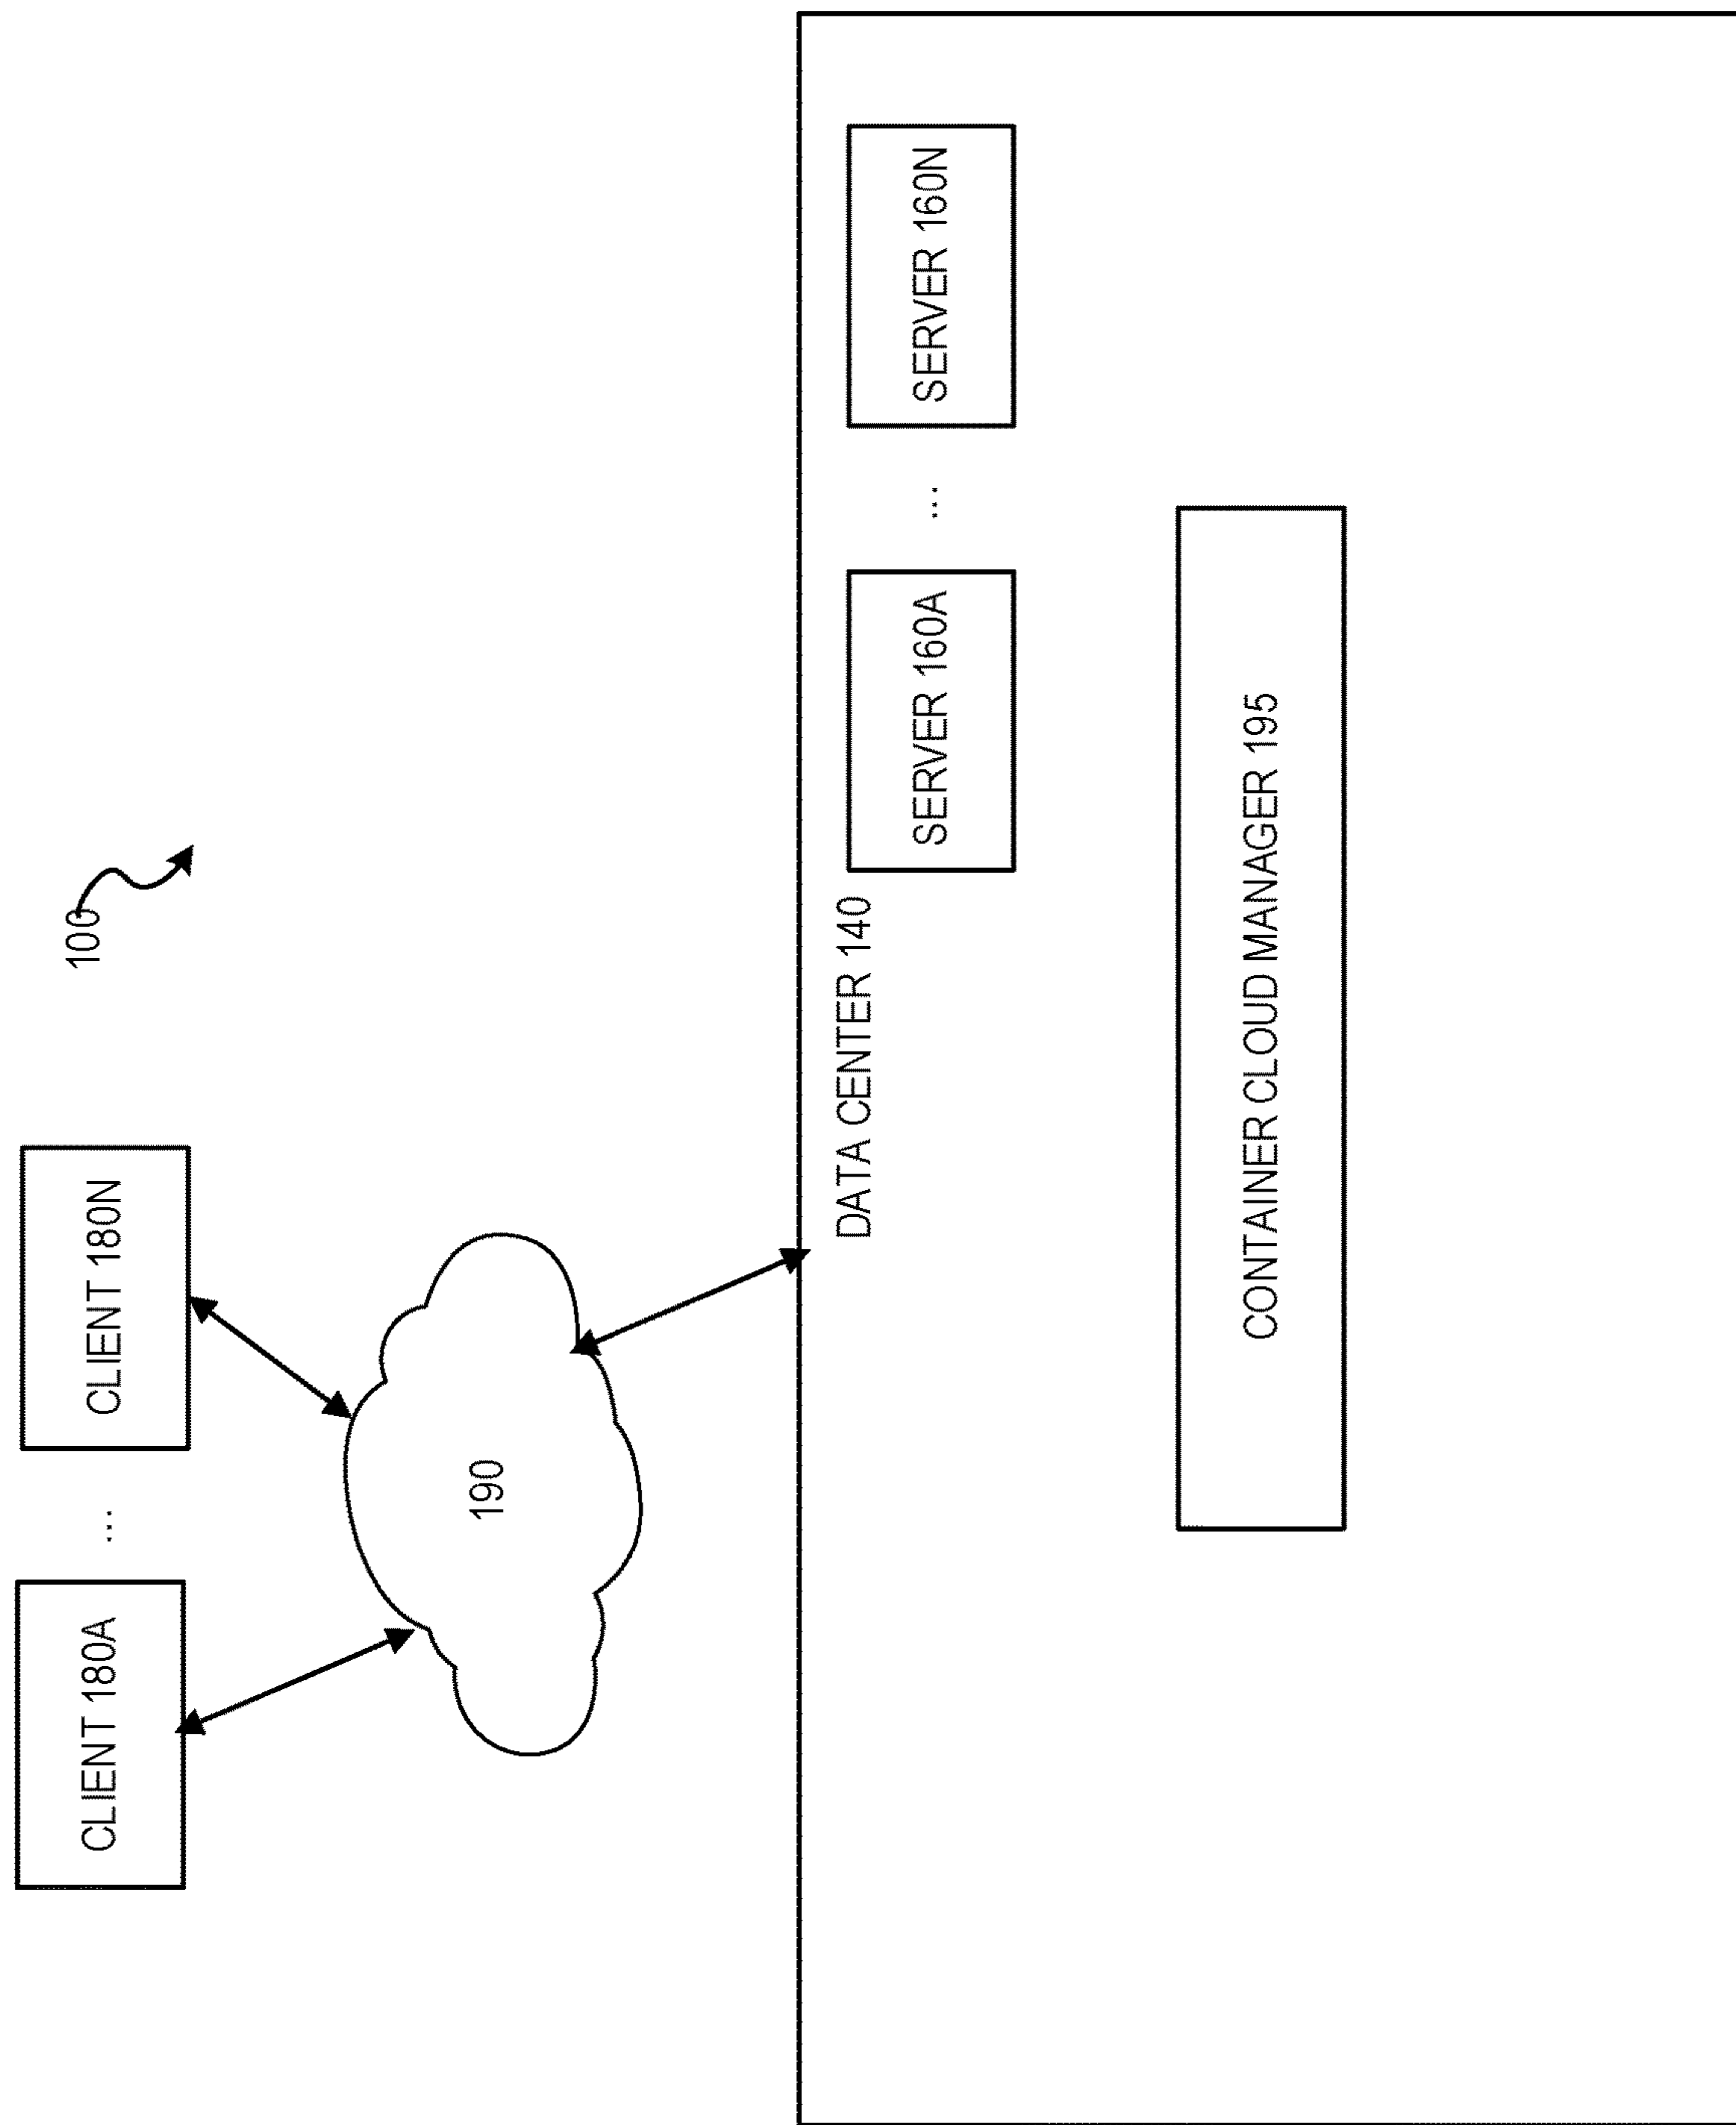 100
CLIENT 180A
...
CLIENT 180N
190
DATA CENTER 140
SERVER 160A
...
SERVER 160N
CONTAINER CLOUD MANAGER 195